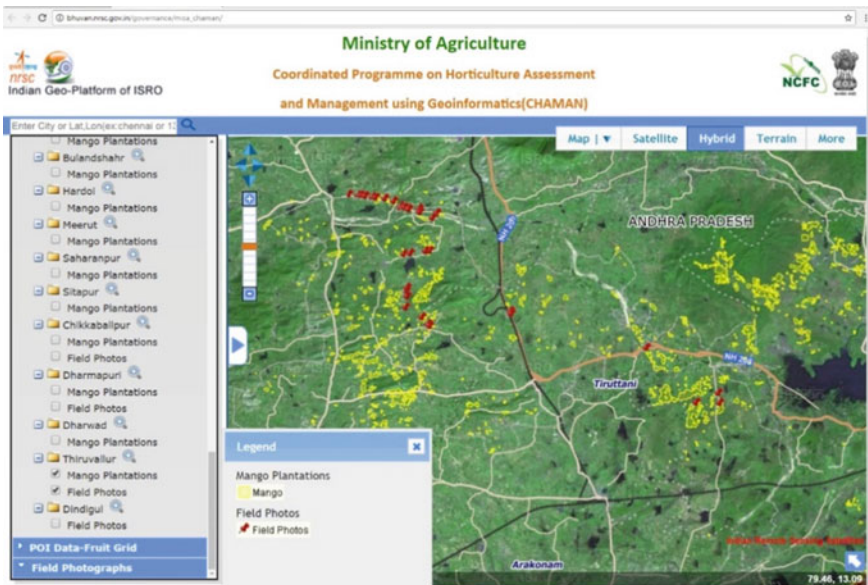 bhuvan.nrsc.gov.in/governance/moa_chaman/
Ministry of Agriculture
nrsc
Indian Geo-Platform of ISRO
Coordinated Programme on Horticulture Assessment
and Management using Geoinformatics(CHAMAN)
NCFC
Enter City or Lat,Lon(ex:chennai or 13
Map | ▼ Satellite Hybrid Terrain More
Mango Plantations
Bulandshahr
Mango Plantations
Hardoi
Mango Plantations
Meerut
Mango Plantations
Saharanpur
Mango Plantations
Sitapur
Mango Plantations
Chikkaballpur
Mango Plantations
Field Photos
Dharmapuri
Mango Plantations
Field Photos
Dharwad
Mango Plantations
Thiruvallur
Mango Plantations
Field Photos
Dindigul
Field Photos
POI Data-Fruit Grid
Field Photographs
ANDHRA PRADESH
NH 205
Tiruttani
Legend
Mango Plantations
Mango
Field Photos
Field Photos
Arakonam